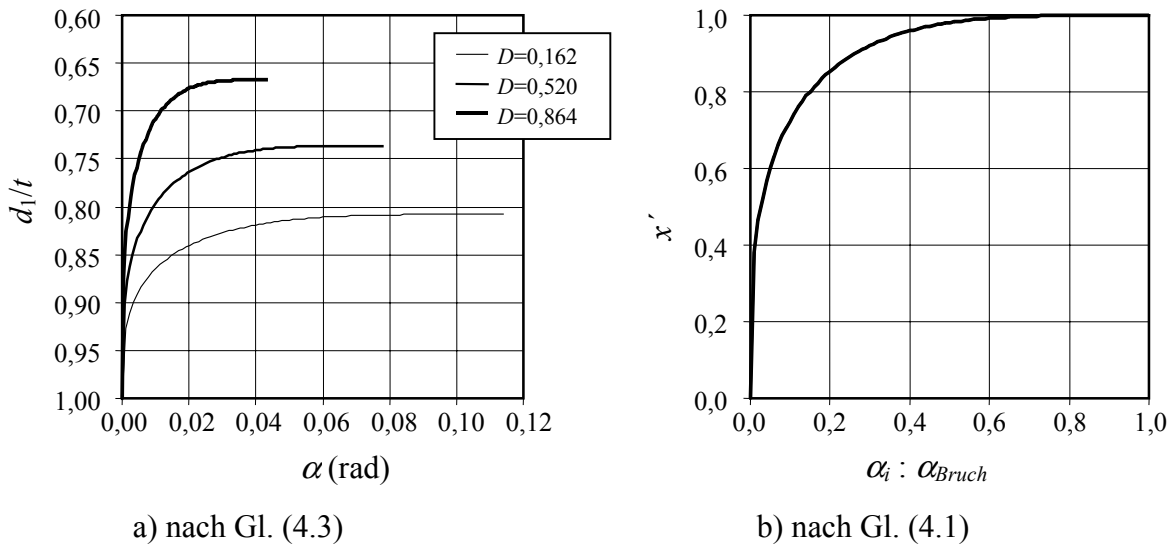 0,60
0,65
0,70
0,75
0,80
0,85
0,90
0,95
1,00
d₁/t
0,00 0,02 0,04 0,06 0,08 0,10 0,12
α (rad)
D=0,162
D=0,520
D=0,864
a) nach Gl. (4.3)
1,0
0,8
0,6
0,4
0,2
0,0
x´
0,0 0,2 0,4 0,6 0,8 1,0
αᵢ : α_Bruch
b) nach Gl. (4.1)